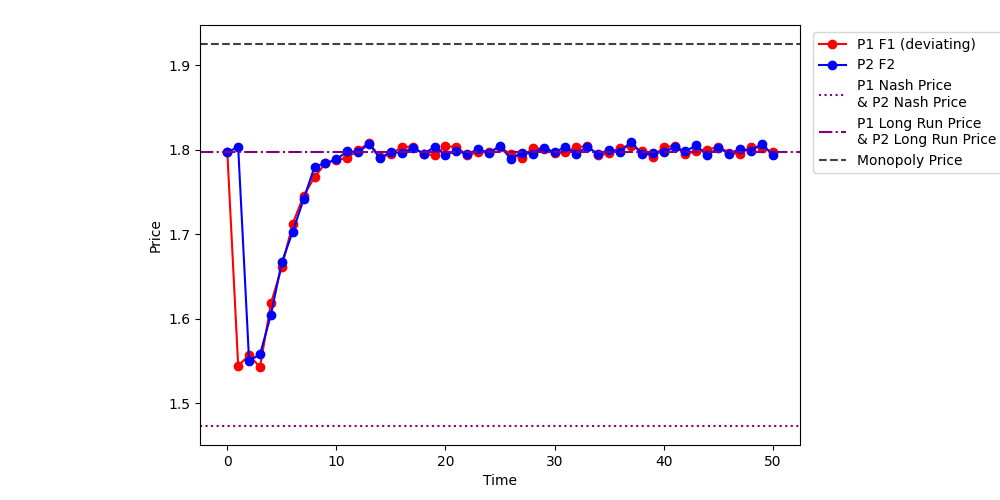 1.9
1.8
1.7
1.6
1.5
Price
0
10
20
30
40
50
Time
P1 F1 (deviating)
P2 F2
P1 Nash Price
& P2 Nash Price
P1 Long Run Price
& P2 Long Run Price
Monopoly Price